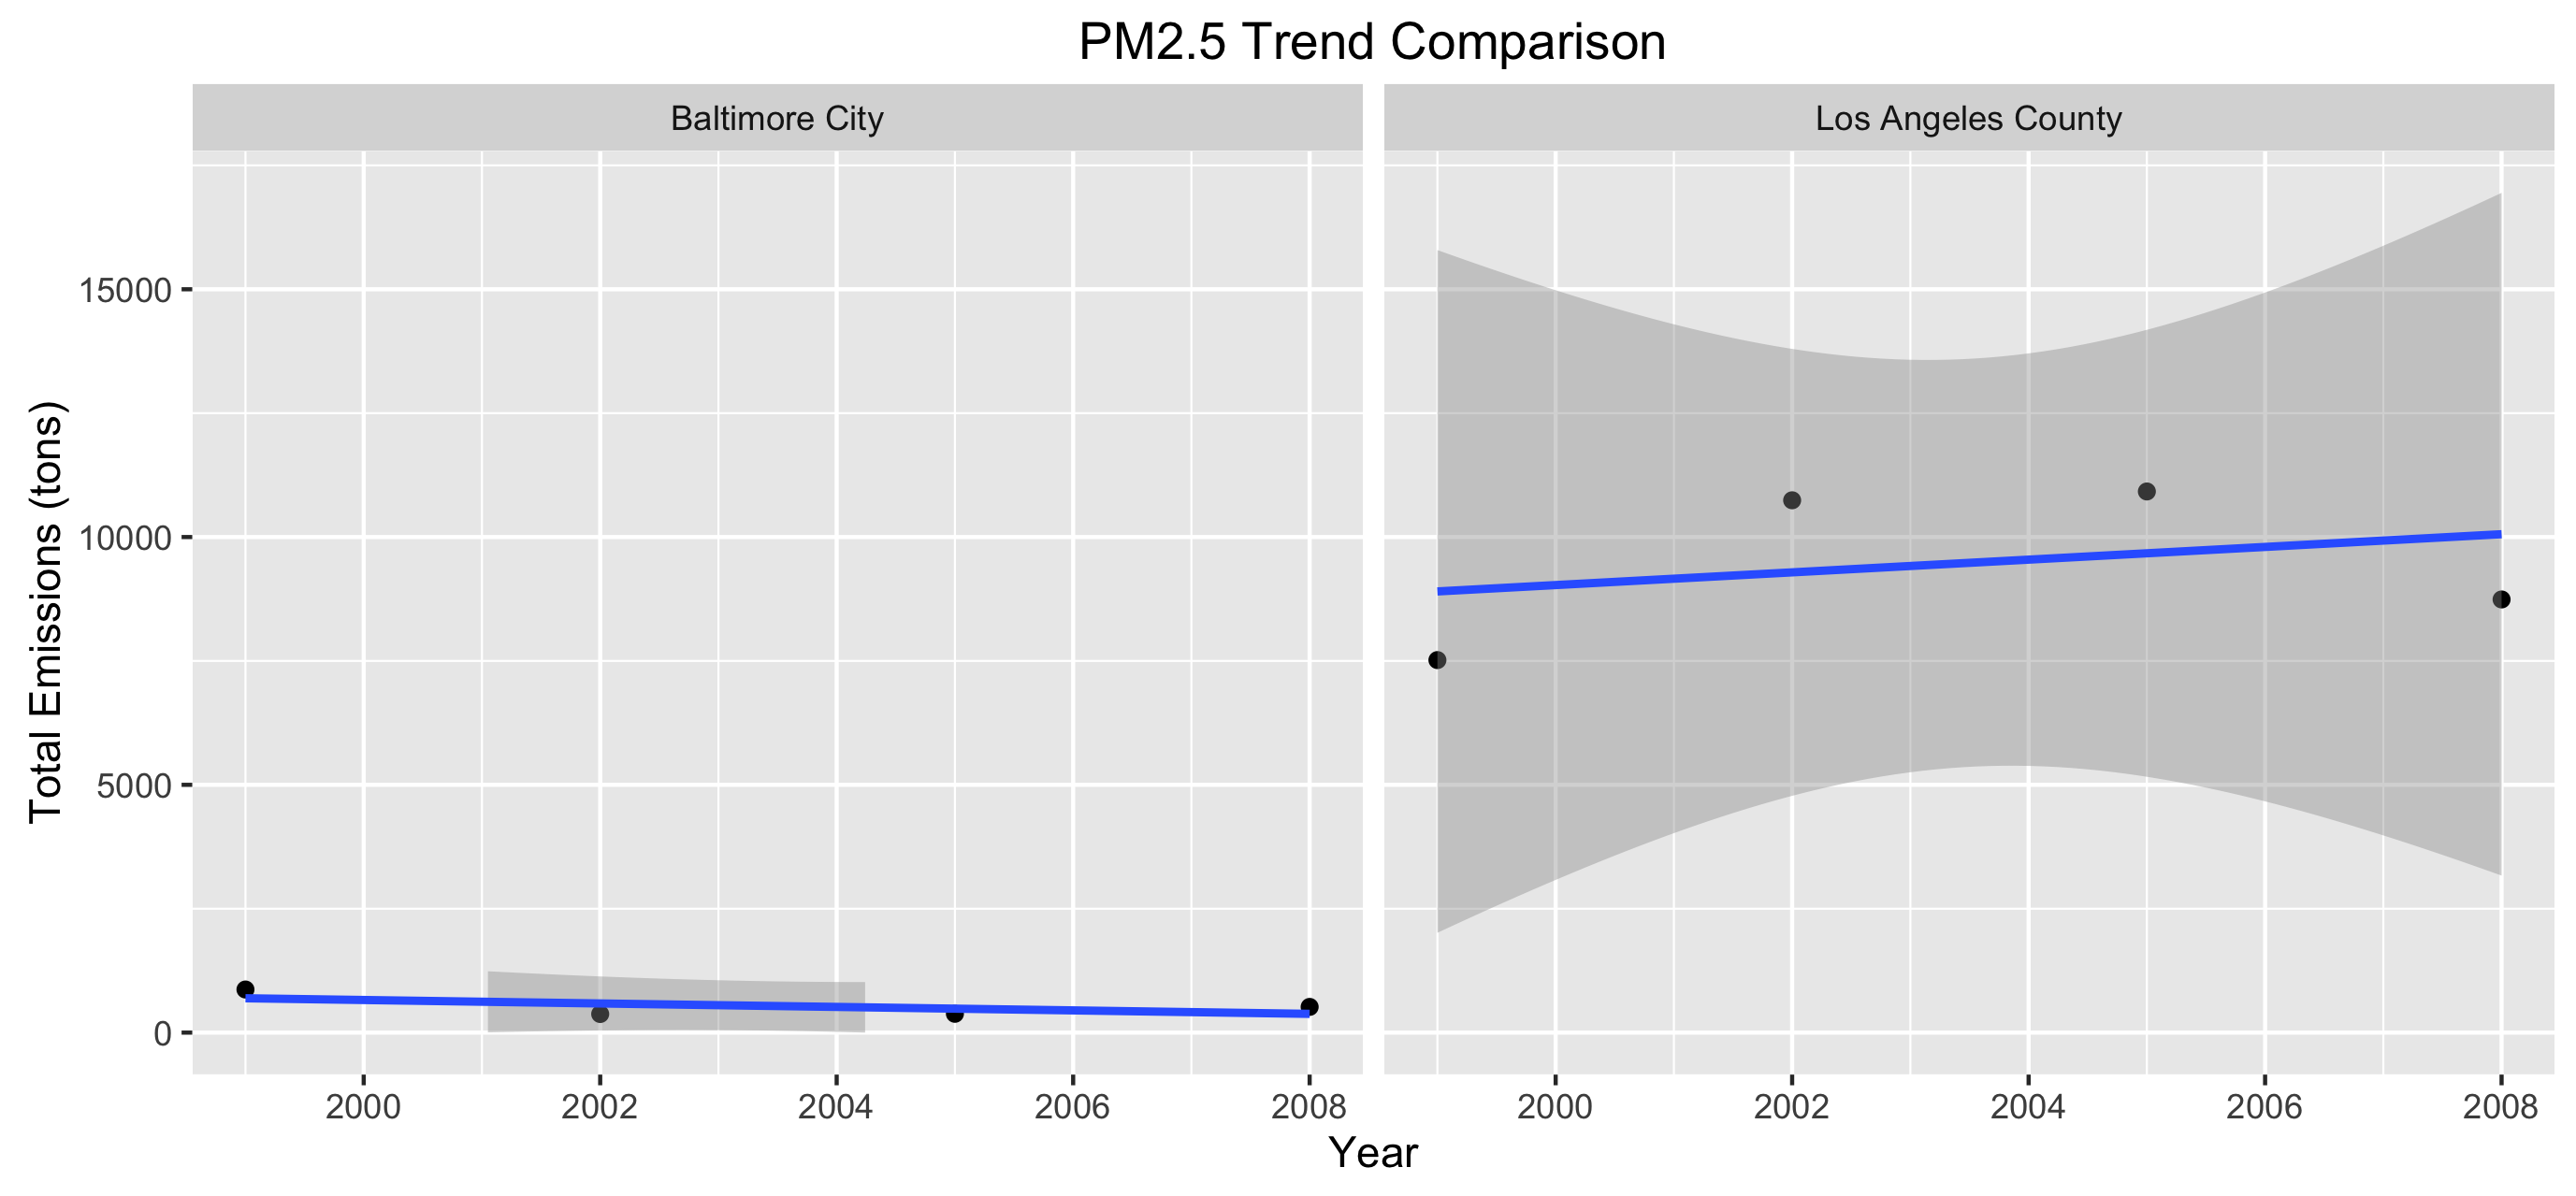 PM2.5 Trend Comparison
Baltimore City
Los Angeles County
Total Emissions (tons)
15000
10000
5000
0
2000 2002 2004 2006 2008
2000 2002 2004 2006 2008
Year